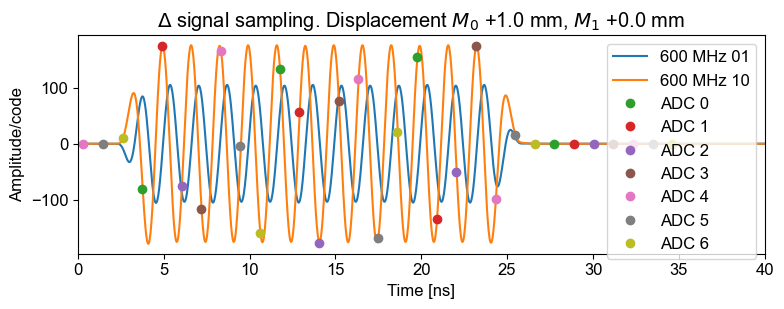 Δ signal sampling. Displacement M₀ +1.0 mm, M₁ +0.0 mm
Amplitude/code
100
0
−100
600 MHz 01
600 MHz 10
ADC 0
ADC 1
ADC 2
ADC 3
ADC 4
ADC 5
ADC 6
0 5 10 15 20 25 30 35 40
Time [ns]